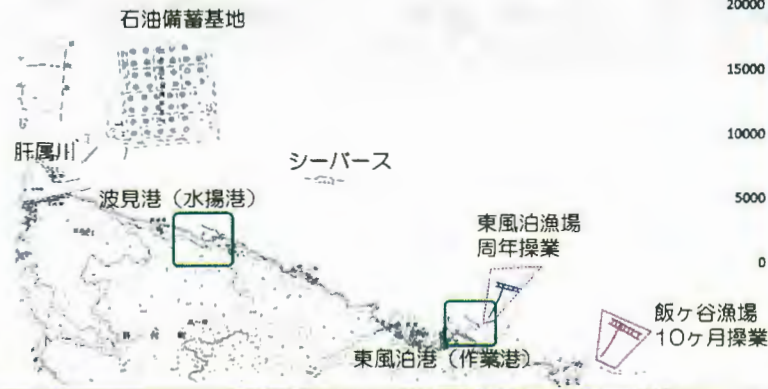 石油備蓄基地
20000
15000
10000
5000
0
肝属川
シーバース
波見港（水揚港）
東風泊漁場
周年操業
飯ヶ谷漁場
10ヶ月操業
東風泊港（作業港）